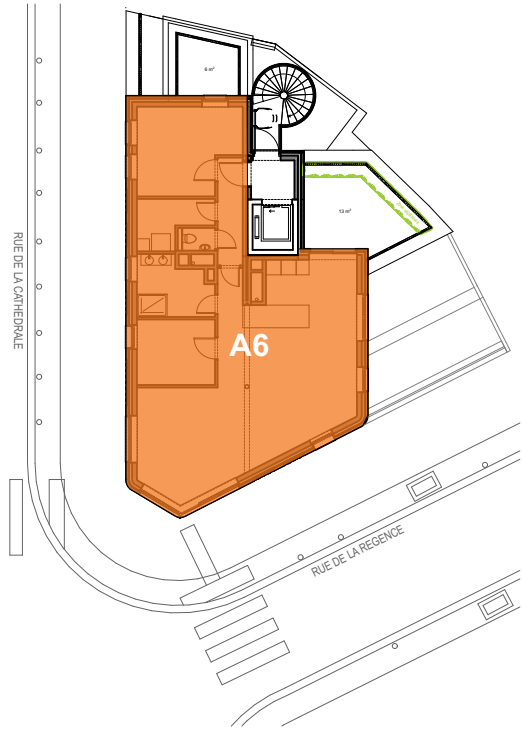 6 m²
13 m²
RUE DE LA CATHEDRALE
A6
RUE DE LA REGENCE